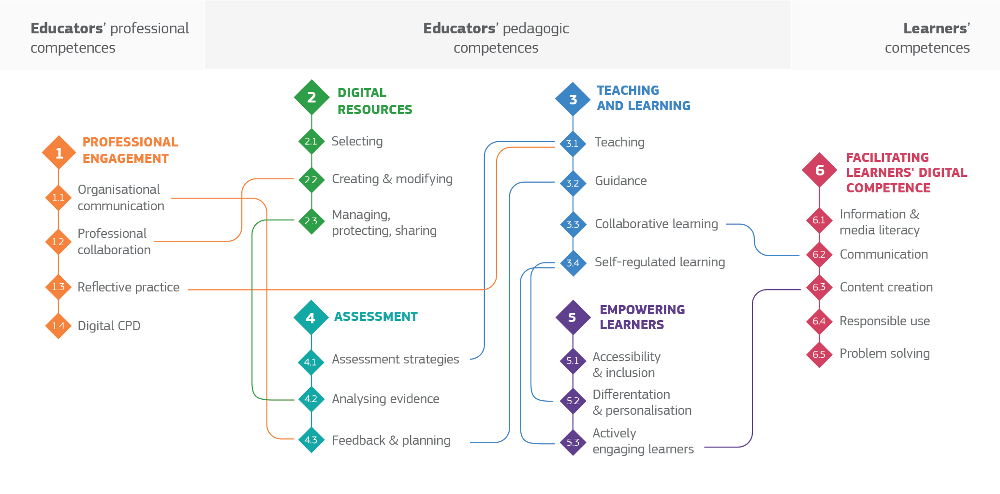 Educators’ professional
competences
Educators’ pedagogic
competences
Learners’
competences
1
PROFESSIONAL
ENGAGEMENT
1.1
Organisational
communication
1.2
Professional
collaboration
1.3
Reflective practice
1.4
Digital CPD
2
DIGITAL
RESOURCES
2.1
Selecting
2.2
Creating & modifying
2.3
Managing,
protecting, sharing
3
TEACHING
AND LEARNING
3.1
Teaching
3.2
Guidance
3.3
Collaborative learning
3.4
Self-regulated learning
4
ASSESSMENT
4.1
Assessment strategies
4.2
Analysing evidence
4.3
Feedback & planning
5
EMPOWERING
LEARNERS
5.1
Accessibility
& inclusion
5.2
Differentation
& personalisation
5.3
Actively
engaging learners
6
FACILITATING
LEARNERS' DIGITAL
COMPETENCE
6.1
Information &
media literacy
6.2
Communication
6.3
Content creation
6.4
Responsible use
6.5
Problem solving